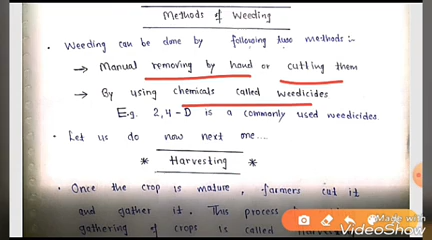 Methods of Weeding
• Weeding can be done by following two methods:-
→ Manual removing by hand or cutting them
→ By using chemicals called weedicides
E.g. 2,4-D is a commonly used weedicides.
• Let us do now next one....
* Harvesting *
• Once the crop is mature, farmers cut it
and gather it. This process
gathering of crops is called
Made with
VideoShow